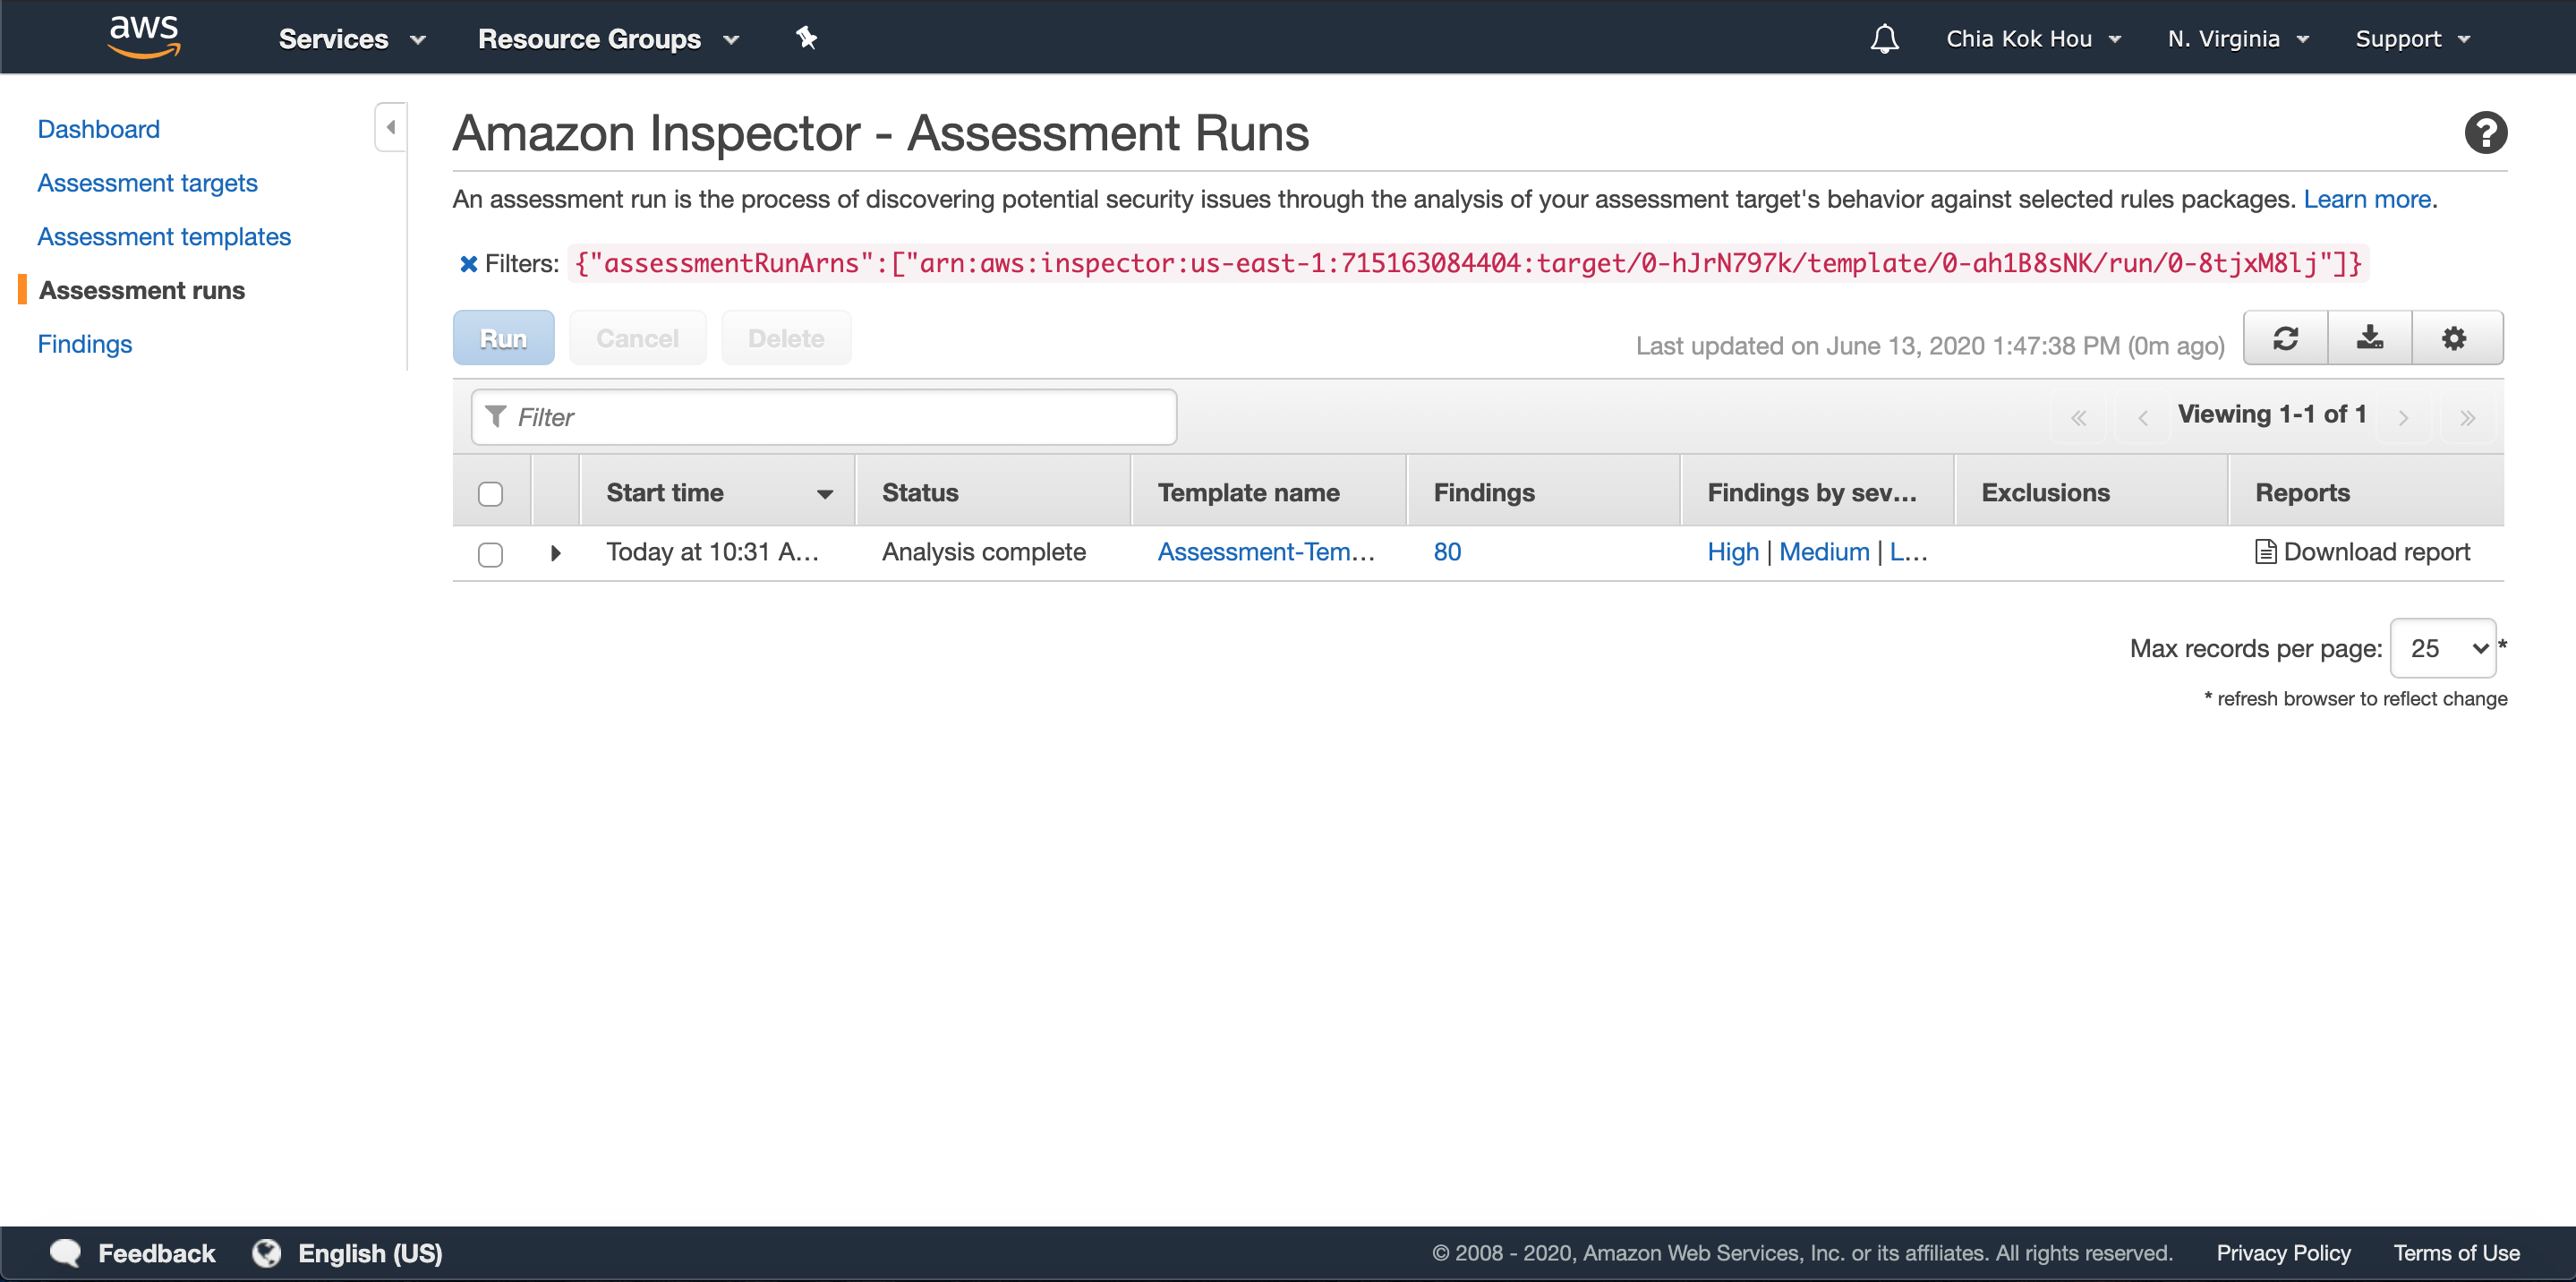 aws Services Resource Groups Chia Kok Hou N. Virginia Support
Dashboard
Assessment targets
Assessment templates
Assessment runs
Findings
Amazon Inspector - Assessment Runs
An assessment run is the process of discovering potential security issues through the analysis of your assessment target's behavior against selected rules packages. Learn more.
Filters: {"assessmentRunArns":["arn:aws:inspector:us-east-1:715163084404:target/0-hJrN797k/template/0-ah1B8sNK/run/0-8tjxM8lj"]}
Run Cancel Delete Last updated on June 13, 2020 1:47:38 PM (0m ago)
Filter « ‹ Viewing 1-1 of 1 › »
Start time Status Template name Findings Findings by sev... Exclusions Reports
Today at 10:31 A... Analysis complete Assessment-Tem... 80 High | Medium | L... Download report
Max records per page: 25 *
* refresh browser to reflect change
Feedback English (US) © 2008 - 2020, Amazon Web Services, Inc. or its affiliates. All rights reserved. Privacy Policy Terms of Use